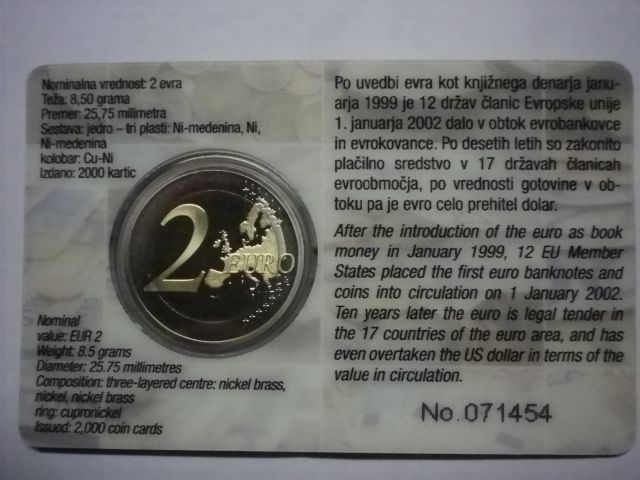 Nominalna vrednost: 2 evra
Teža: 8,50 grama
Premer: 25,75 milimetra
Sestava: jedro – tri plasti: Ni-medenina, Ni,
Ni-medenina
kolobar: Cu-Ni
Izdano: 2000 kartic
2 EURO
Nominal
value: EUR 2
Weight: 8.5 grams
Diameter: 25.75 millimetres
Composition: three-layered centre: nickel brass,
nickel, nickel brass
ring: cupronickel
Issued: 2,000 coin cards
Po uvedbi evra kot knjižnega denarja janu-
arja 1999 je 12 držav članic Evropske unije
1. januarja 2002 dalo v obtok evrobankovce
in evrokovance. Po desetih letih so zakonito
plačilno sredstvo v 17 državah članicah
evroobmočja, po vrednosti gotovine v ob-
toku pa je evro celo prehitel dolar.
After the introduction of the euro as book
money in January 1999, 12 EU Member
States placed the first euro banknotes and
coins into circulation on 1 January 2002.
Ten years later the euro is legal tender in
the 17 countries of the euro area, and has
even overtaken the US dollar in terms of the
value in circulation.
No.071454